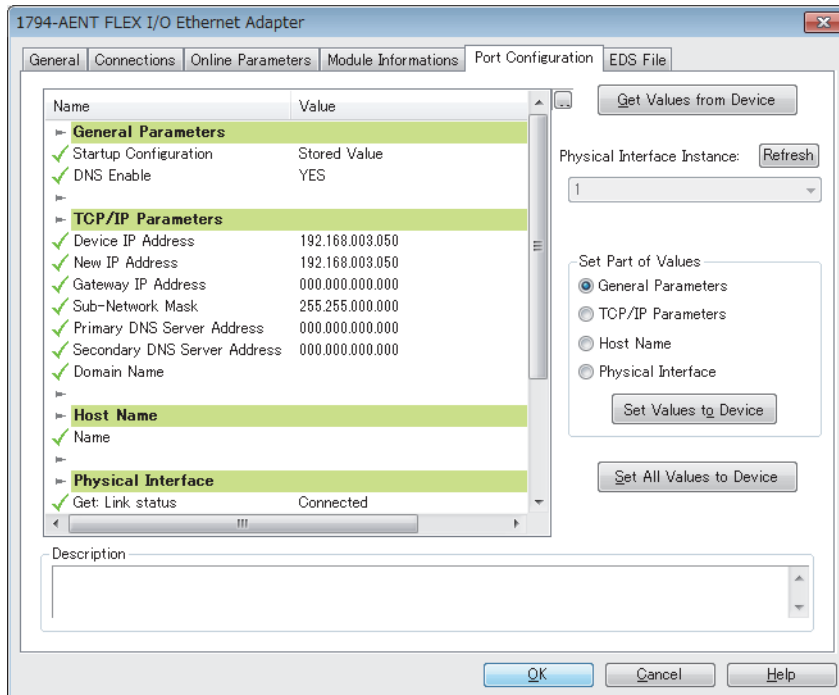 1794-AENT FLEX I/O Ethernet Adapter
General Connections Online Parameters Module Informations Port Configuration EDS File
Name Value
General Parameters
Startup Configuration Stored Value
DNS Enable YES
TCP/IP Parameters
Device IP Address 192.168.003.050
New IP Address 192.168.003.050
Gateway IP Address 000.000.000.000
Sub-Network Mask 255.255.000.000
Primary DNS Server Address 000.000.000.000
Secondary DNS Server Address 000.000.000.000
Domain Name
Host Name
Name
Physical Interface
Get: Link status Connected
...
Get Values from Device
Physical Interface Instance: Refresh
1
Set Part of Values
General Parameters
TCP/IP Parameters
Host Name
Physical Interface
Set Values to Device
Set All Values to Device
Description
OK Cancel Help